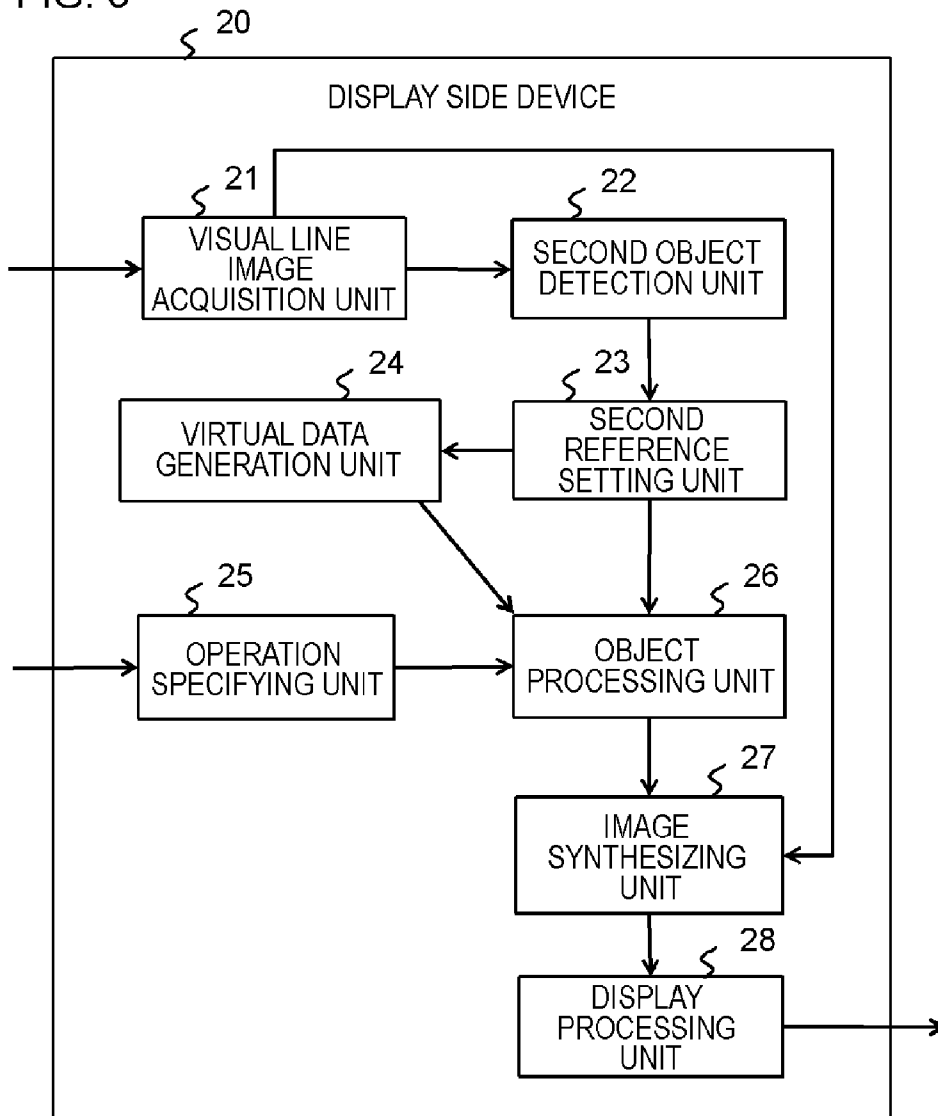 20
DISPLAY SIDE DEVICE
21
VISUAL LINE
IMAGE
ACQUISITION UNIT
22
SECOND OBJECT
DETECTION UNIT
24
VIRTUAL DATA
GENERATION UNIT
23
SECOND
REFERENCE
SETTING UNIT
25
OPERATION
SPECIFYING UNIT
26
OBJECT
PROCESSING UNIT
27
IMAGE
SYNTHESIZING
UNIT
28
DISPLAY
PROCESSING
UNIT